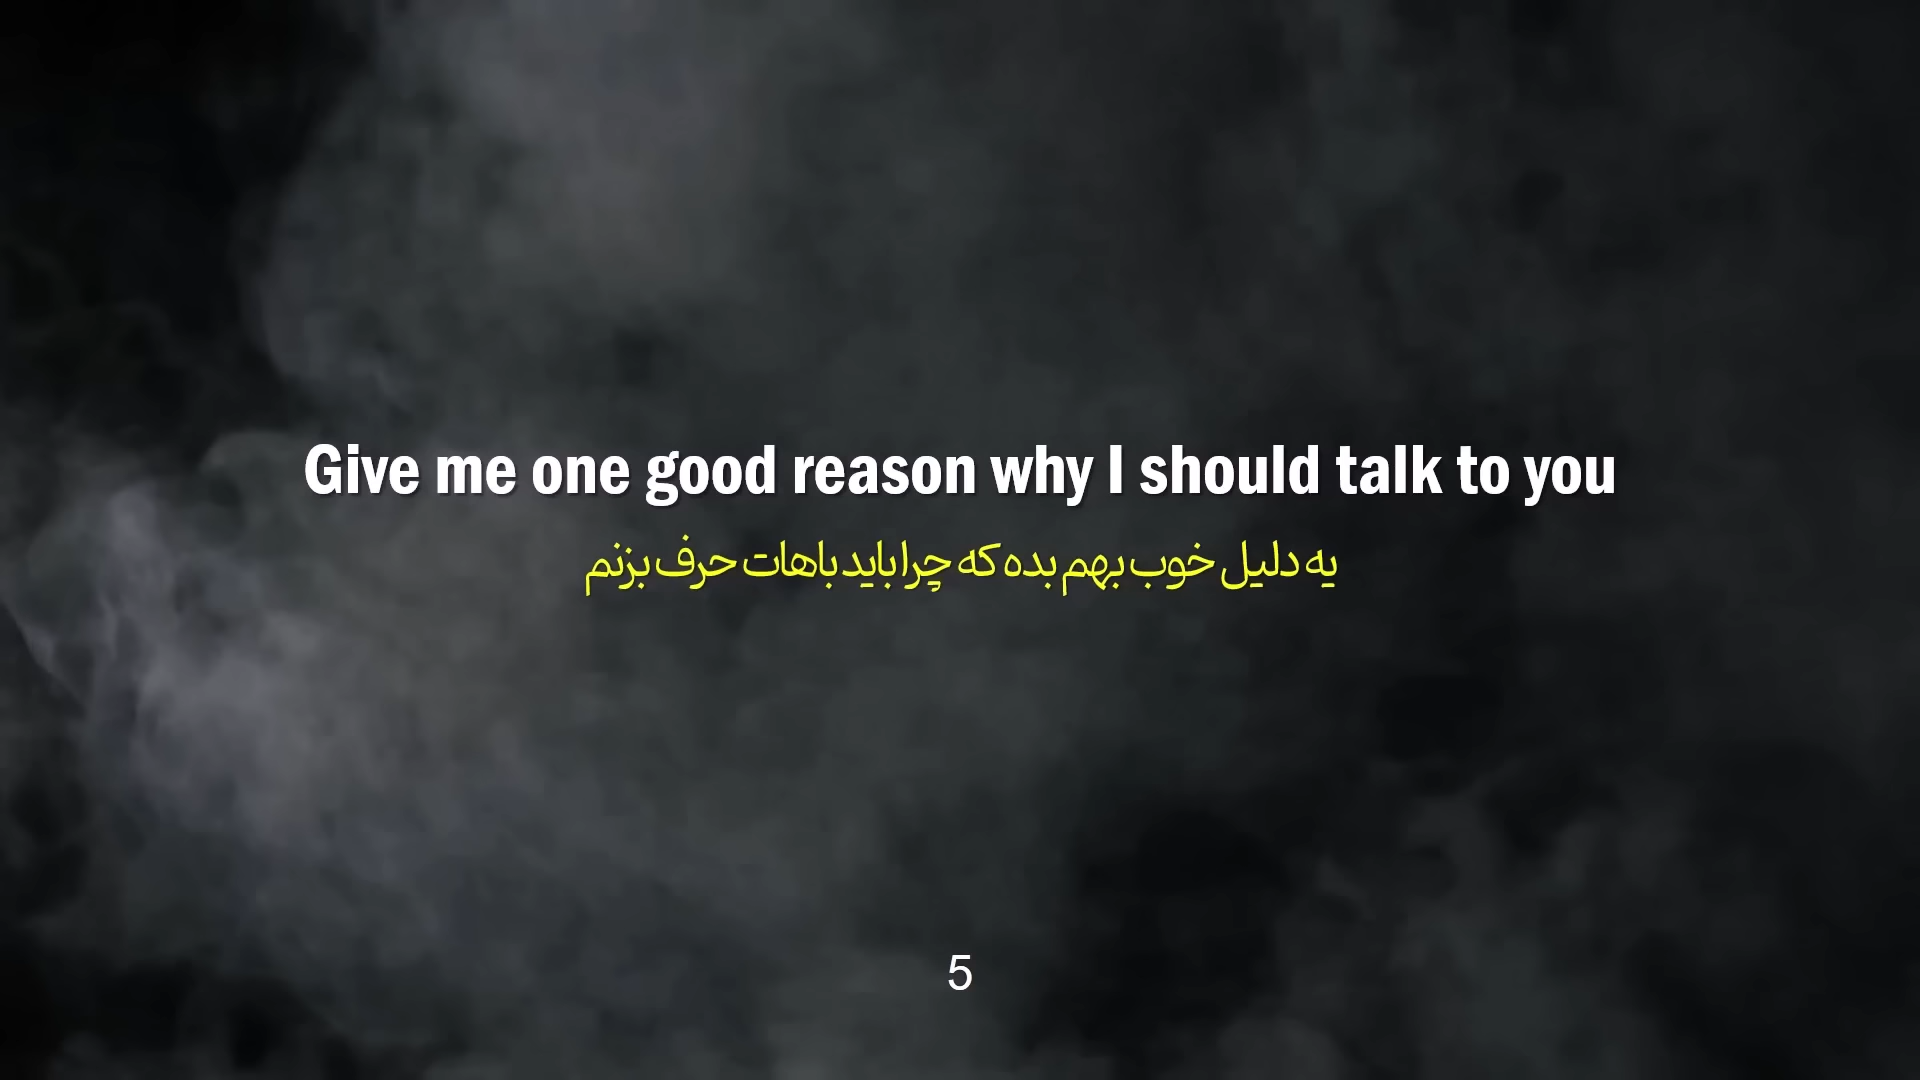 Give me one good reason why I should talk to you
یه دلیل خوب بهم بده که چرا باید باهات حرف بزنم
5